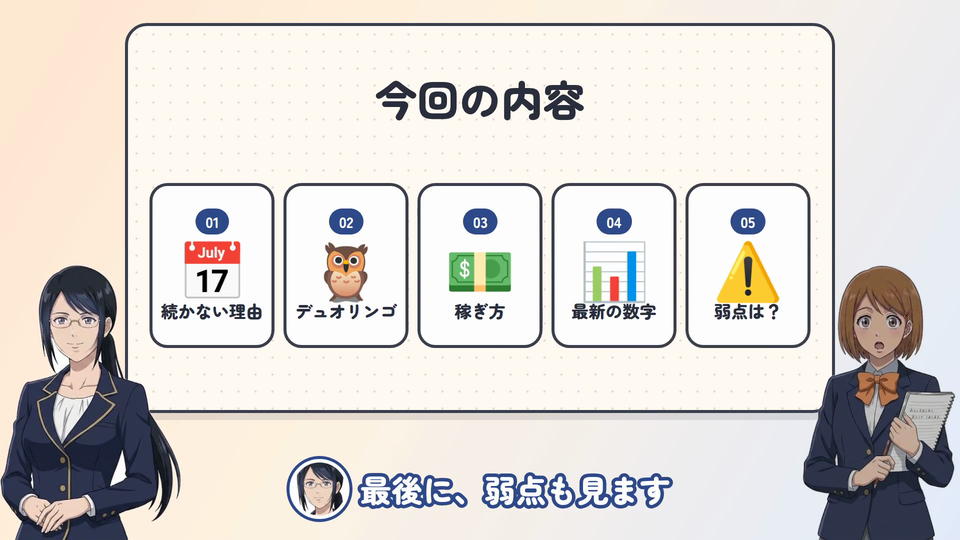 今回の内容
01
July
17
続かない理由
02
デュオリンゴ
03
$
稼ぎ方
04
最新の数字
05
弱点は？
最後に、弱点も見ます